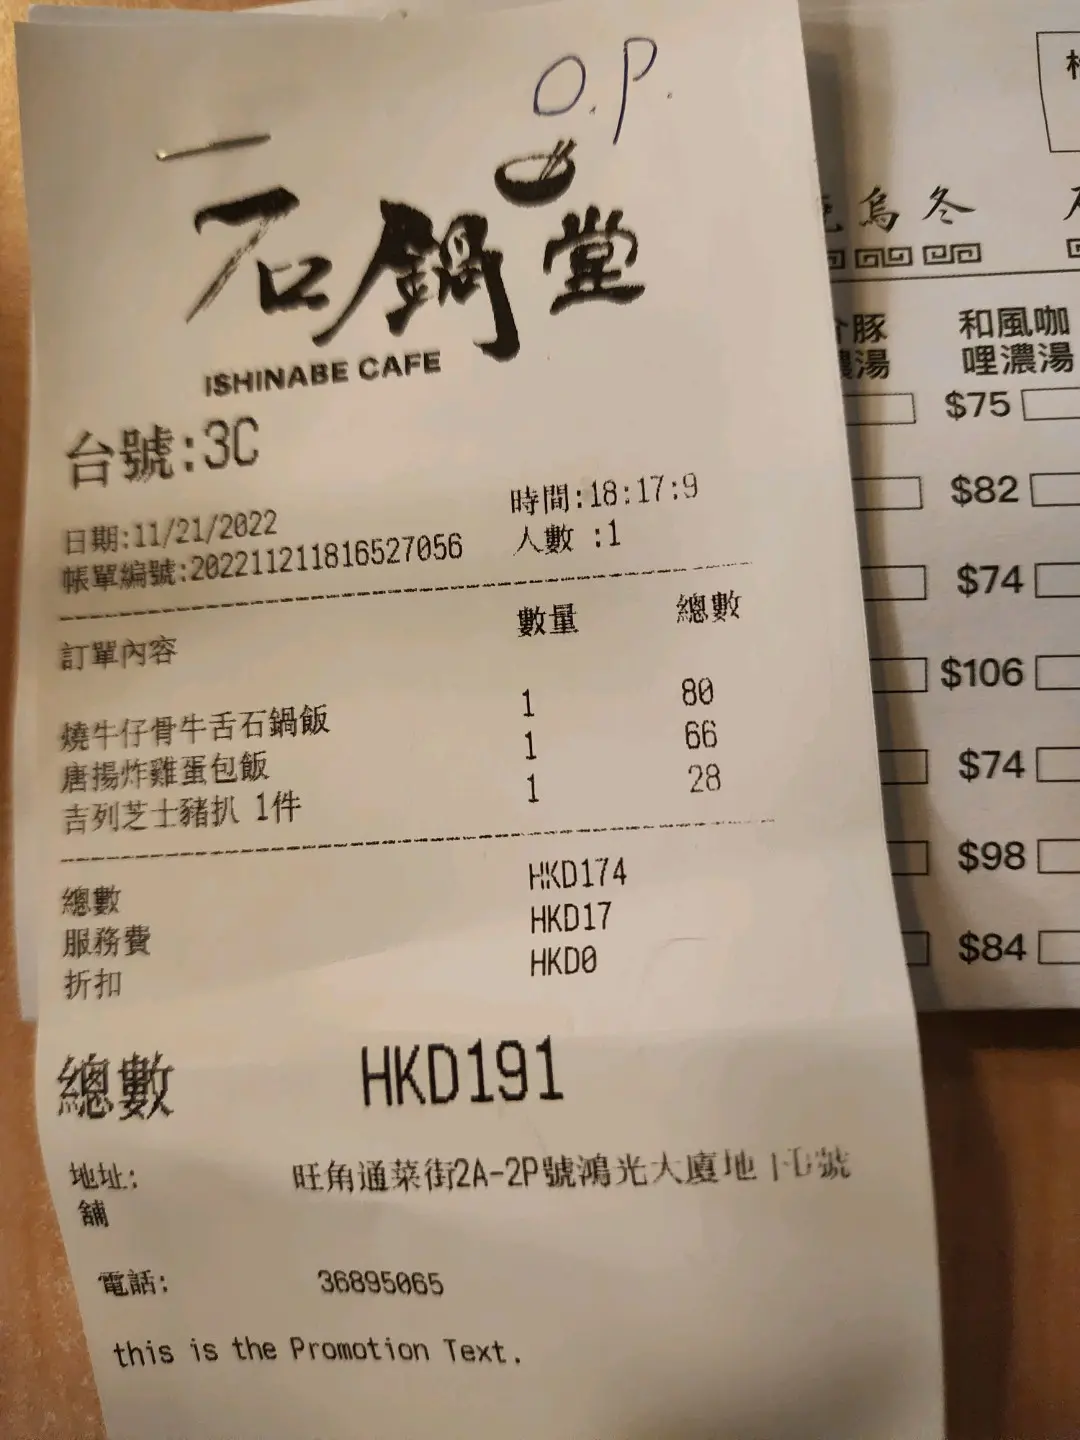 O.P.
石鍋堂
ISHINABE CAFE
台號:3C
日期:11/21/2022 時間:18:17:9
帳單編號:202211211816527056 人數 :1
訂單內容 數量 總數
燒牛仔骨牛舌石鍋飯 1 80
唐揚炸雞蛋包飯 1 66
吉列芝士豬扒 1件 1 28
總數 HKD174
服務費 HKD17
折扣 HKD0
總數 HKD191
地址: 旺角通菜街2A-2P號鴻光大廈地 號
舖
電話: 36895065
this is the Promotion Text.
烏冬
豚 和風咖
濃湯 哩濃湯
$75
$82
$74
$106
$74
$98
$84